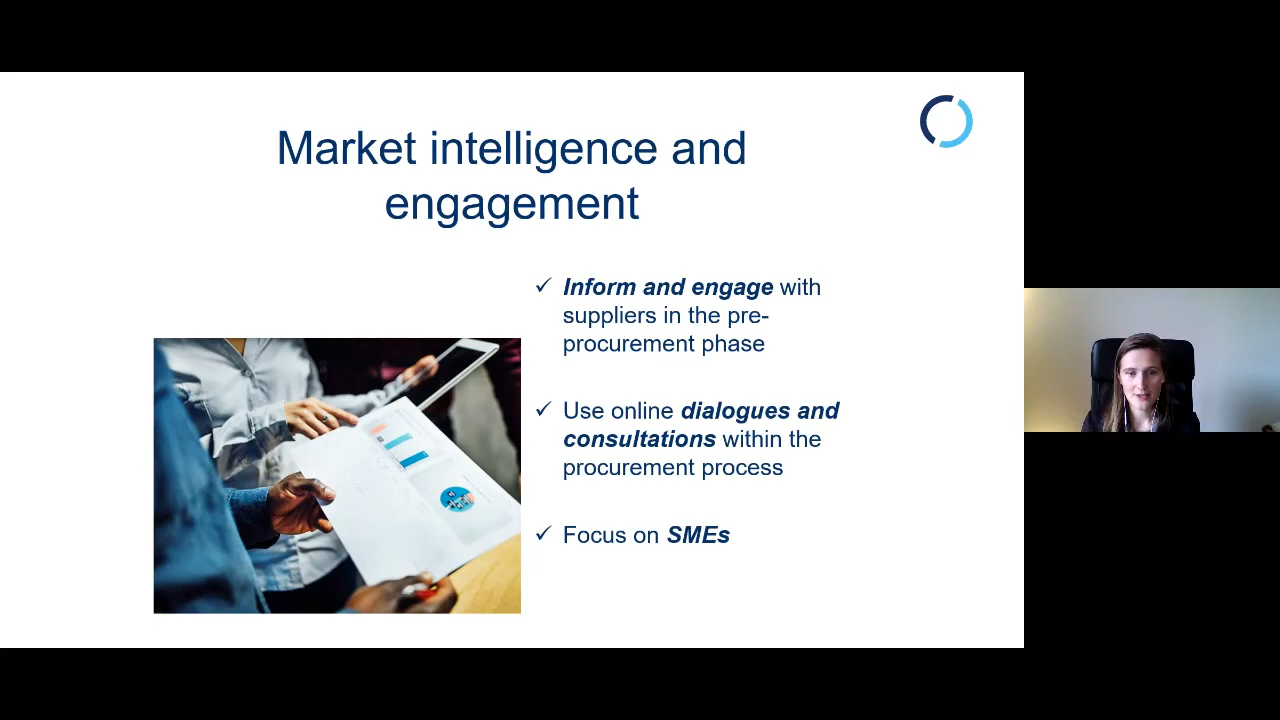 Market intelligence and
engagement
✓ Inform and engage with
suppliers in the pre-
procurement phase
✓ Use online dialogues and
consultations within the
procurement process
✓ Focus on SMEs